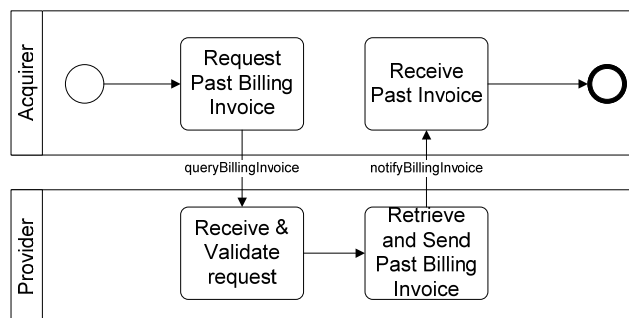 Acquirer
Request
Past Billing
Invoice
Receive
Past Invoice
queryBillingInvoice
notifyBillingInvoice
Provider
Receive &
Validate
request
Retrieve
and Send
Past Billing
Invoice